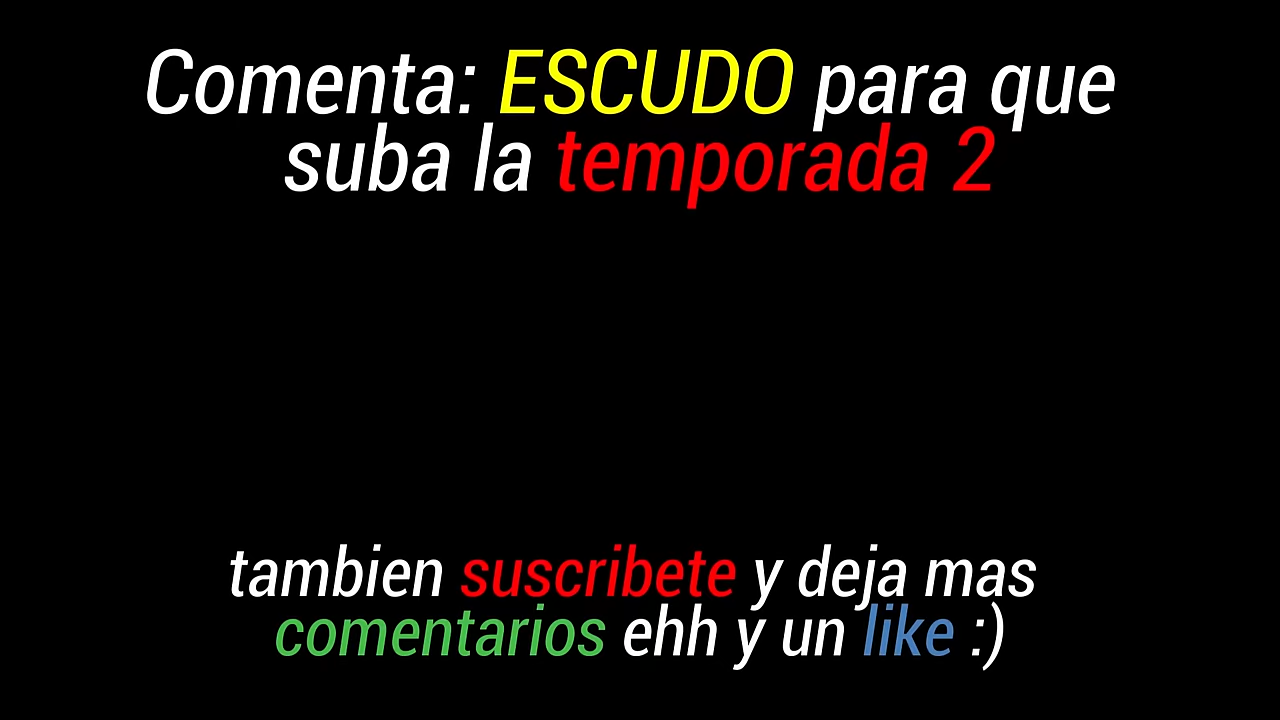 Comenta: ESCUDO para que
suba la temporada 2
tambien suscribete y deja mas
comentarios ehh y un like :)